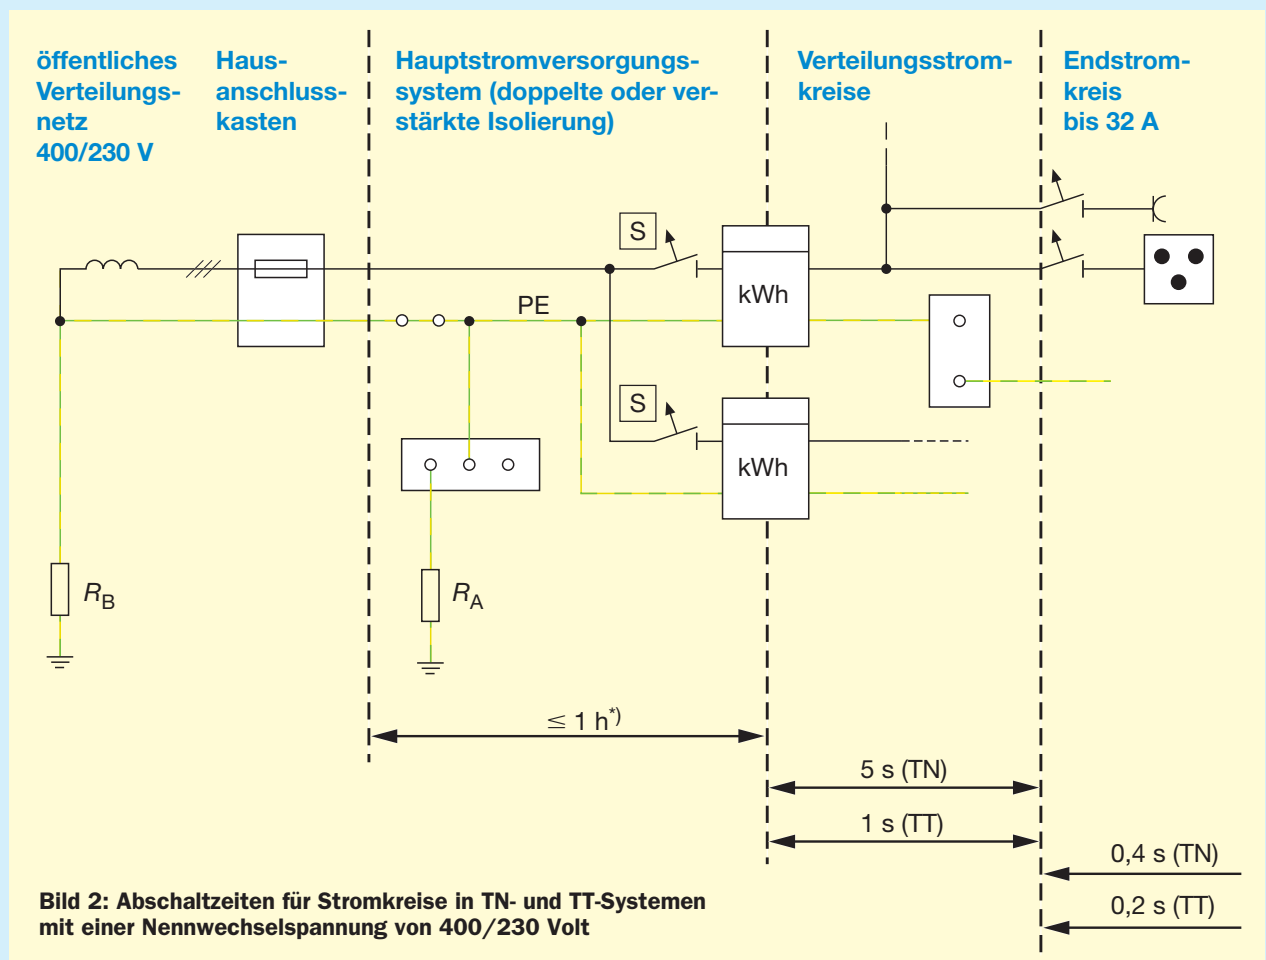 öffentliches
Verteilungs-
netz
400/230 V
Haus-
anschluss-
kasten
Hauptstromversorgungs-
system (doppelte oder ver-
stärkte Isolierung)
Verteilungsstrom-
kreise
Endstrom-
kreis
bis 32 A
S
kWh
PE
S
kWh
R_B
R_A
≤ 1 h*)
5 s (TN)
1 s (TT)
0,4 s (TN)
0,2 s (TT)
Bild 2: Abschaltzeiten für Stromkreise in TN- und TT-Systemen
mit einer Nennwechselspannung von 400/230 Volt